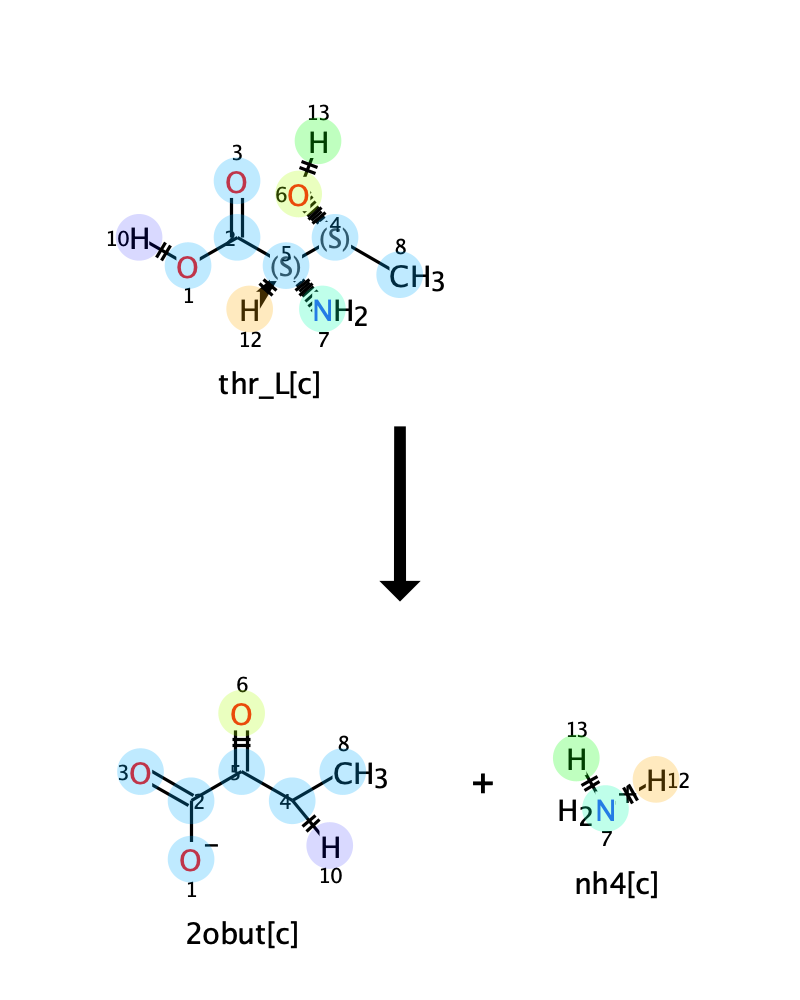 13
H
3
O
6O
4
(S)
10H
2
8
5
(S)
CH3
O
1
H
12
NH2
7
thr_L[c]
6
O
8
3O
5
CH3
2
4
O−
1
H
10
2obut[c]
+
13
H
H12
H2N
7
nh4[c]